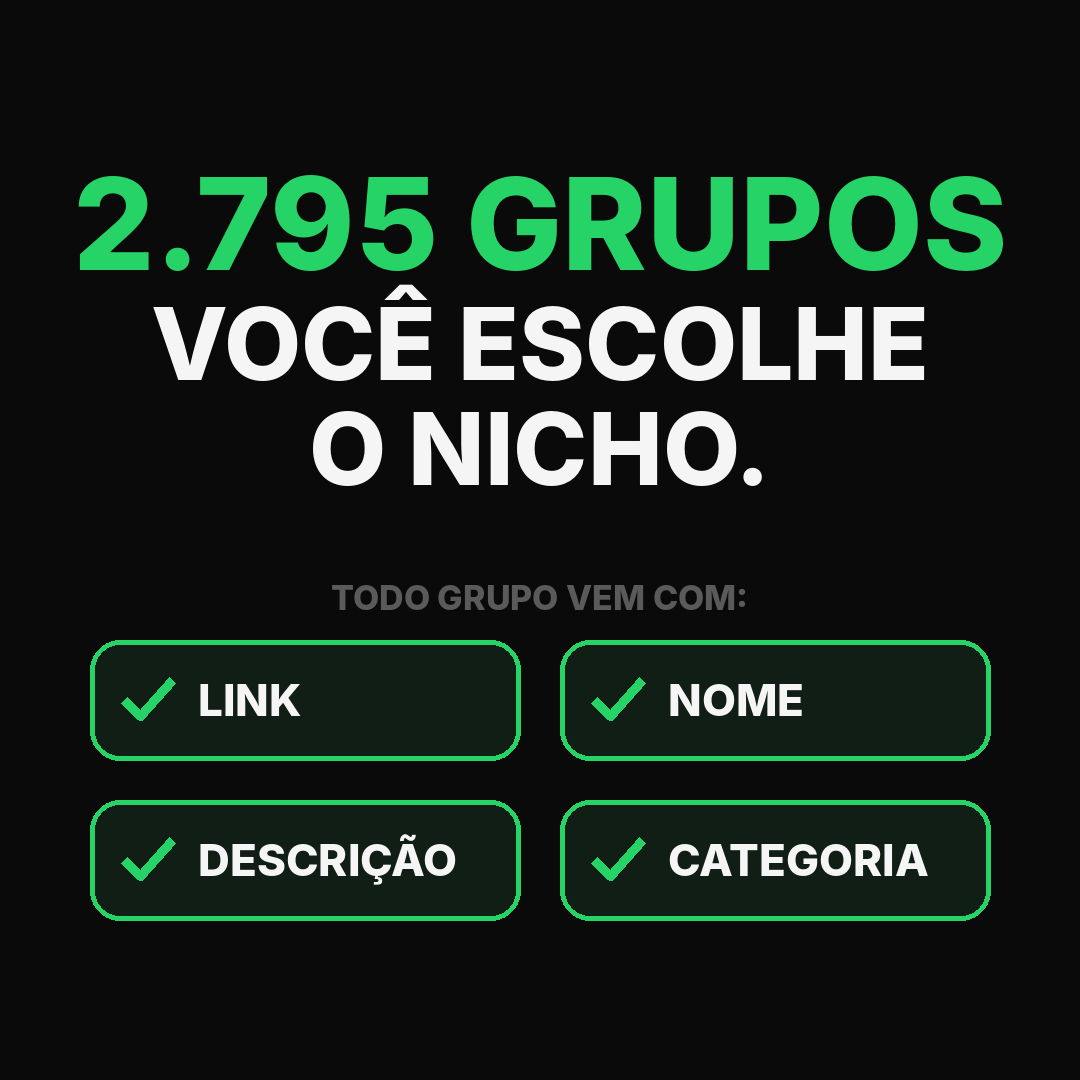 2.795 GRUPOS
VOCÊ ESCOLHE
O NICHO.
TODO GRUPO VEM COM:
LINK
NOME
DESCRIÇÃO
CATEGORIA